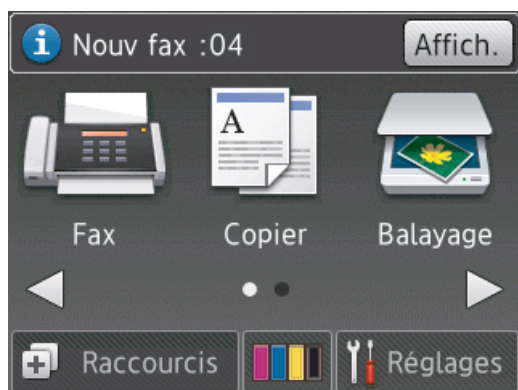 Nouv fax :04
Affich.
A
Fax
Copier
Balayage
Raccourcis
Réglages